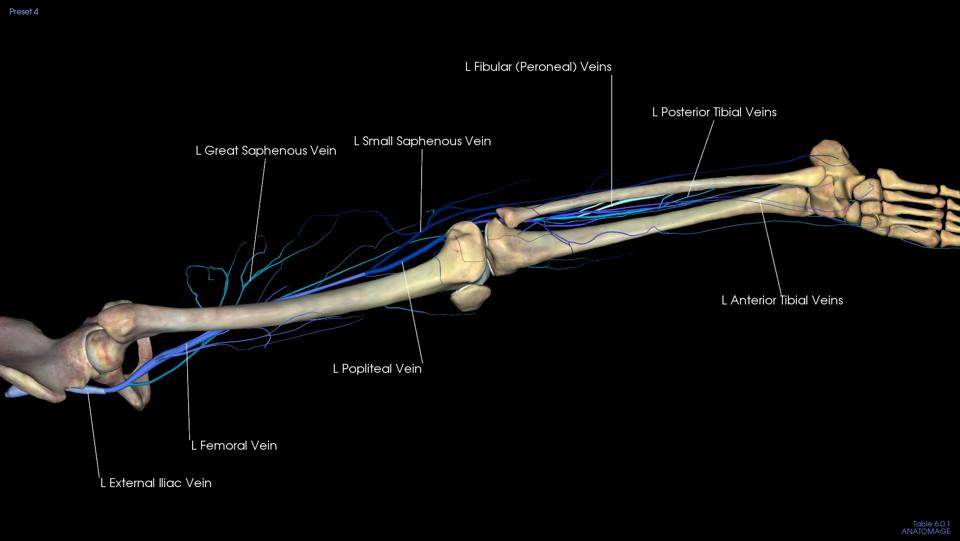 Preset 4
L Fibular (Peroneal) Veins
L Posterior Tibial Veins
L Small Saphenous Vein
L Great Saphenous Vein
L Anterior Tibial Veins
L Popliteal Vein
L Femoral Vein
L External Iliac Vein
Table 6.0.1
ANATOMAGE